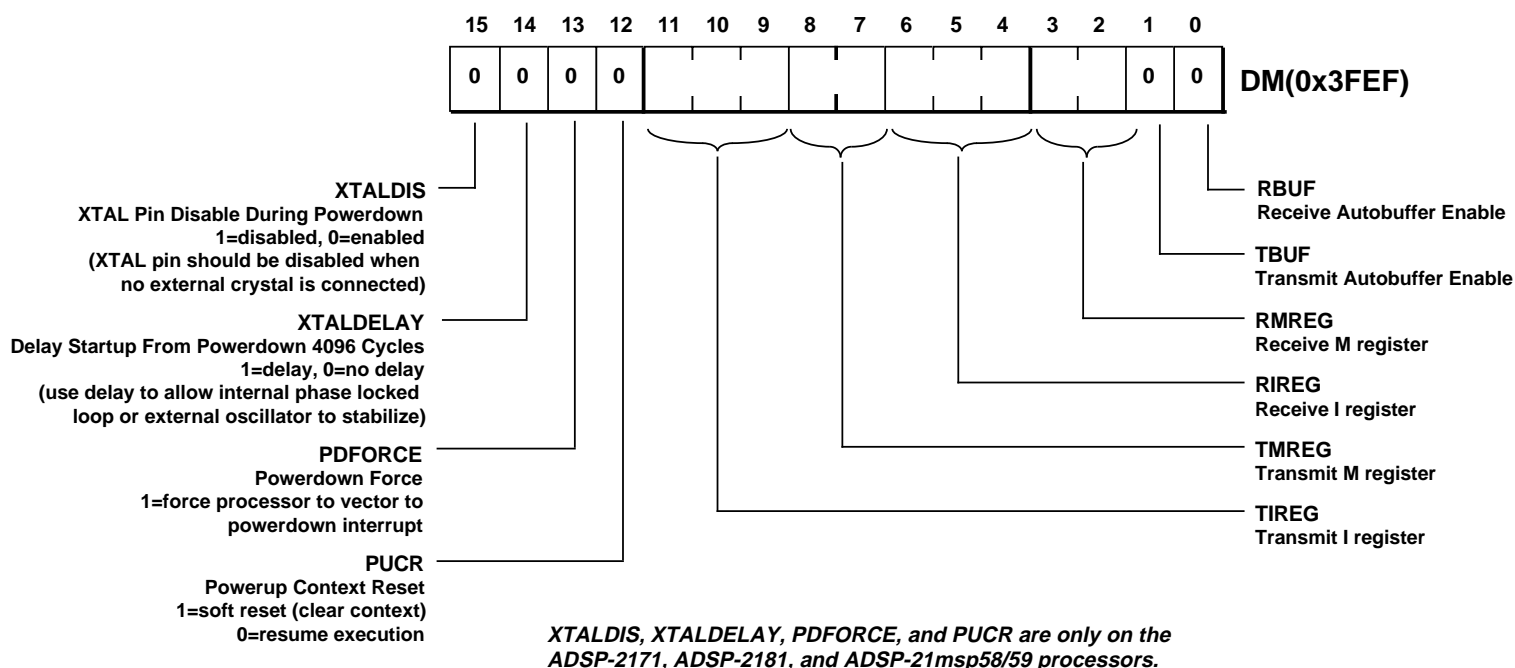 15 14 13 12 11 10 9 8 7 6 5 4 3 2 1 0
0 0 0 0 0 0 DM(0x3FEF)
XTALDIS
XTAL Pin Disable During Powerdown
1=disabled, 0=enabled
(XTAL pin should be disabled when
no external crystal is connected)
XTALDELAY
Delay Startup From Powerdown 4096 Cycles
1=delay, 0=no delay
(use delay to allow internal phase locked
loop or external oscillator to stabilize)
PDFORCE
Powerdown Force
1=force processor to vector to
powerdown interrupt
PUCR
Powerup Context Reset
1=soft reset (clear context)
0=resume execution
RBUF
Receive Autobuffer Enable
TBUF
Transmit Autobuffer Enable
RMREG
Receive M register
RIREG
Receive I register
TMREG
Transmit M register
TIREG
Transmit I register
XTALDIS, XTALDELAY, PDFORCE, and PUCR are only on the
ADSP-2171, ADSP-2181, and ADSP-21msp58/59 processors.